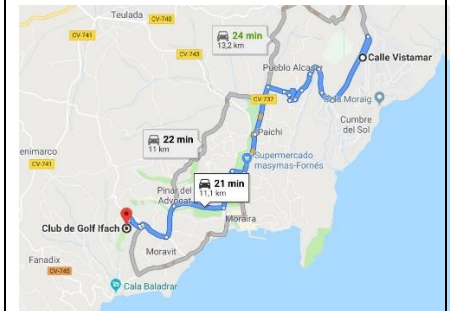 Teulada
CV-740
CV-741
CV-743
24 min
13,2 km
Calle Vistamar
Pueblo Alcasar
Cala Moraig
Cumbre
del Sol
CV-737
Paichi
22 min
11 km
enimarco
CV-741
Supermercado
masymas-Fornés
21 min
11,1 km
Pinar del
Advocat
Moraira
Club de Golf Ifach
Moravit
Fanadix
CV-740
Cala Baladrar